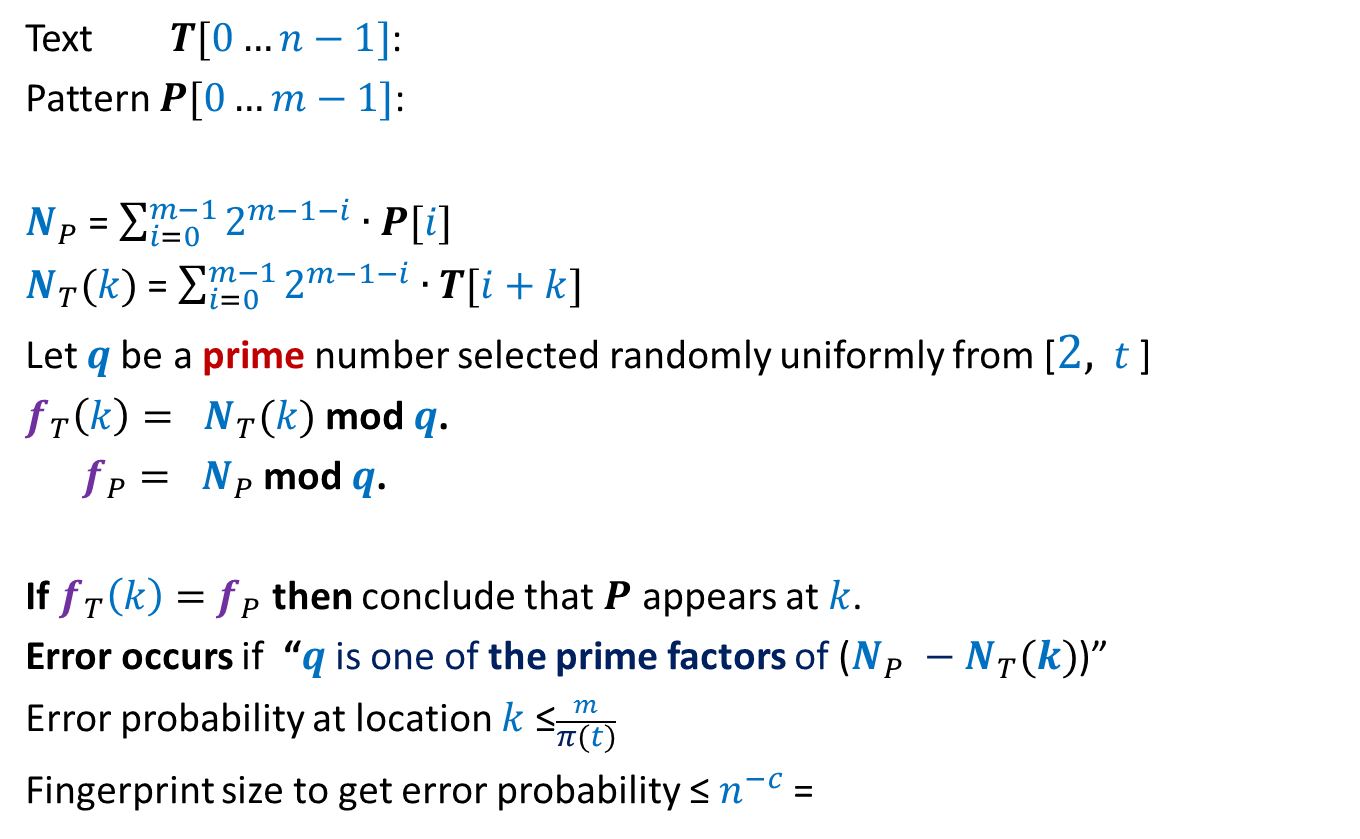 Text T[0 … n − 1]:
Pattern P[0 … m − 1]:
N_P = ∑_{i=0}^{m−1} 2^{m−1−i} · P[i]
N_T(k) = ∑_{i=0}^{m−1} 2^{m−1−i} · T[i + k]
Let q be a prime number selected randomly uniformly from [2, t ]
f_T(k) = N_T(k) mod q.
f_P = N_P mod q.
If f_T(k) = f_P then conclude that P appears at k.
Error occurs if “q is one of the prime factors of (N_P − N_T(k))”
Error probability at location k ≤ m/π(t)
Fingerprint size to get error probability ≤ n^{−c} =